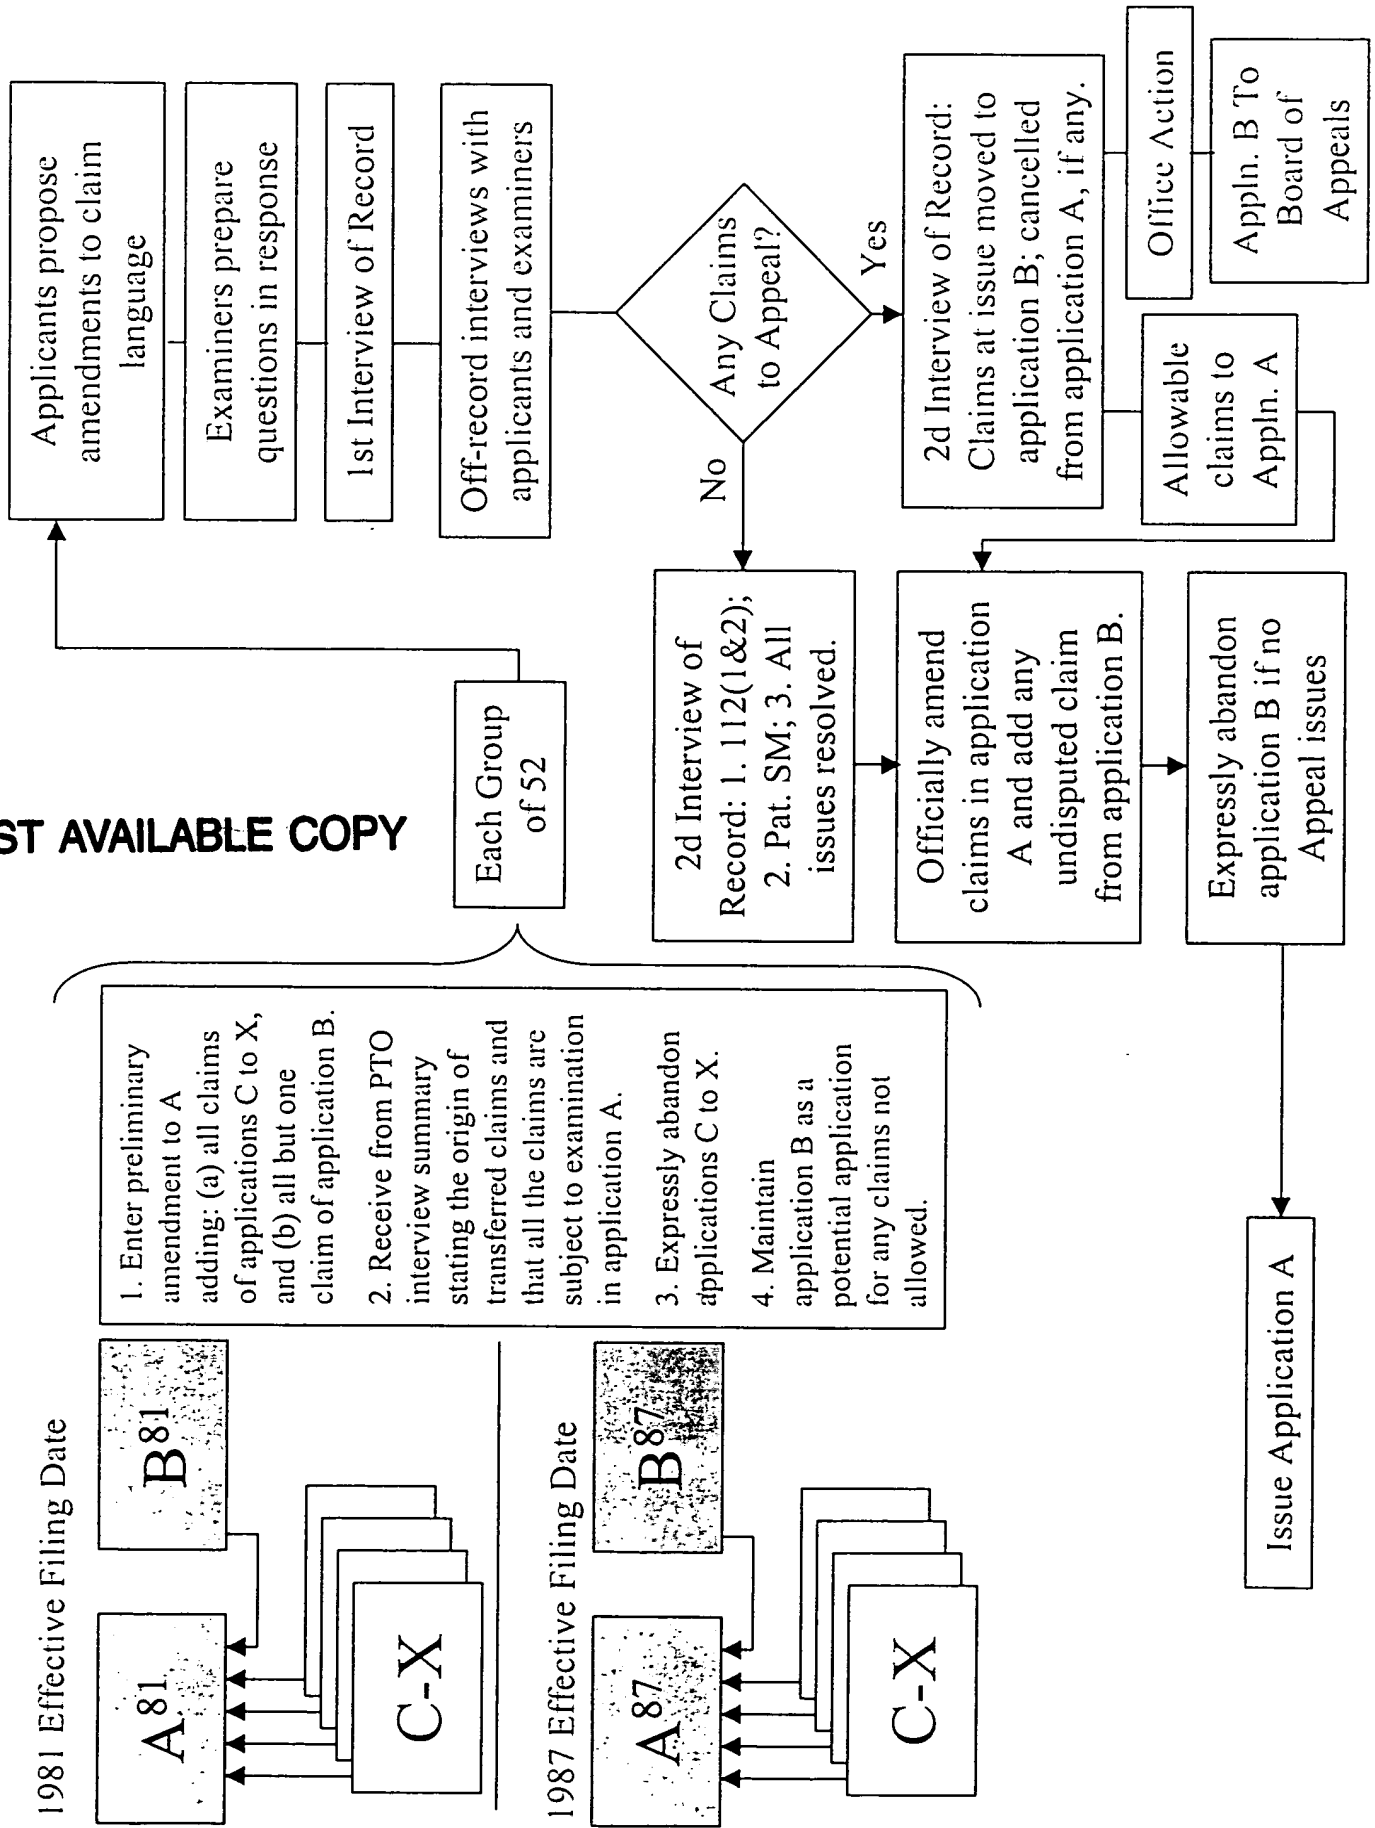 1981 Effective Filing Date
A81
B81
C-X
1987 Effective Filing Date
A87
B87
C-X
1. Enter preliminary
amendment to A
adding: (a) all claims
of applications C to X,
and (b) all but one
claim of application B.
2. Receive from PTO
interview summary
stating the origin of
transferred claims and
that all the claims are
subject to examination
in application A.
3. Expressly abandon
applications C to X.
4. Maintain
application B as a
potential application
for any claims not
allowed.
ST AVAILABLE COPY
Each Group
of 52
Applicants propose
amendments to claim
language
Examiners prepare
questions in response
1st Interview of Record
Off-record interviews with
applicants and examiners
Any Claims
to Appeal?
No
Yes
2d Interview of
Record: 1. 112(1&2);
2. Pat. SM; 3. All
issues resolved.
2d Interview of Record:
Claims at issue moved to
application B; cancelled
from application A, if any.
Allowable
claims to
Appln. A
Office Action
Appln. B To
Board of
Appeals
Officially amend
claims in application
A and add any
undisputed claim
from application B.
Expressly abandon
application B if no
Appeal issues
Issue Application A